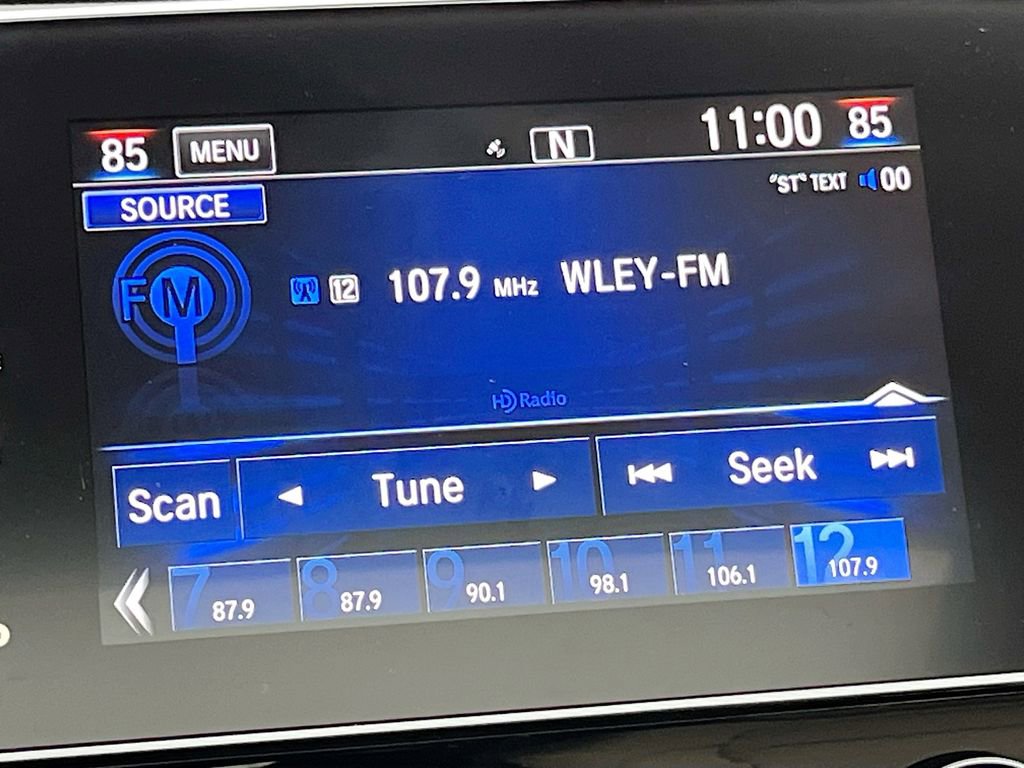 85 MENU N 11:00 85
SOURCE "ST" TEXT 00
FM 12 107.9 MHz WLEY-FM
HD Radio
Scan Tune Seek
7 8 9 10 11 12
87.9 87.9 90.1 98.1 106.1 107.9